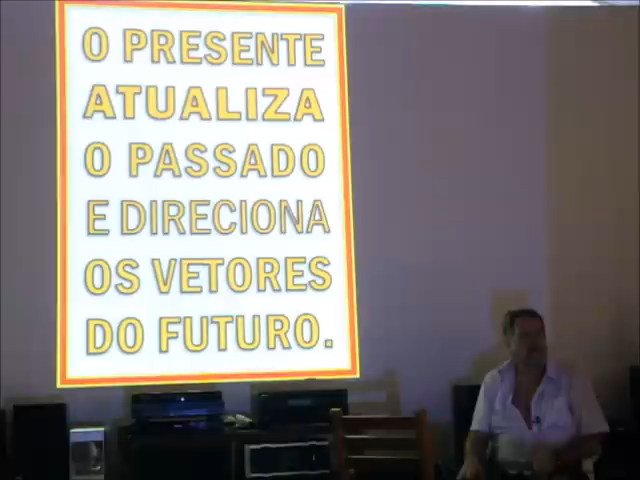 O PRESENTE
ATUALIZA
O PASSADO
E DIRECIONA
OS VETORES
DO FUTURO.